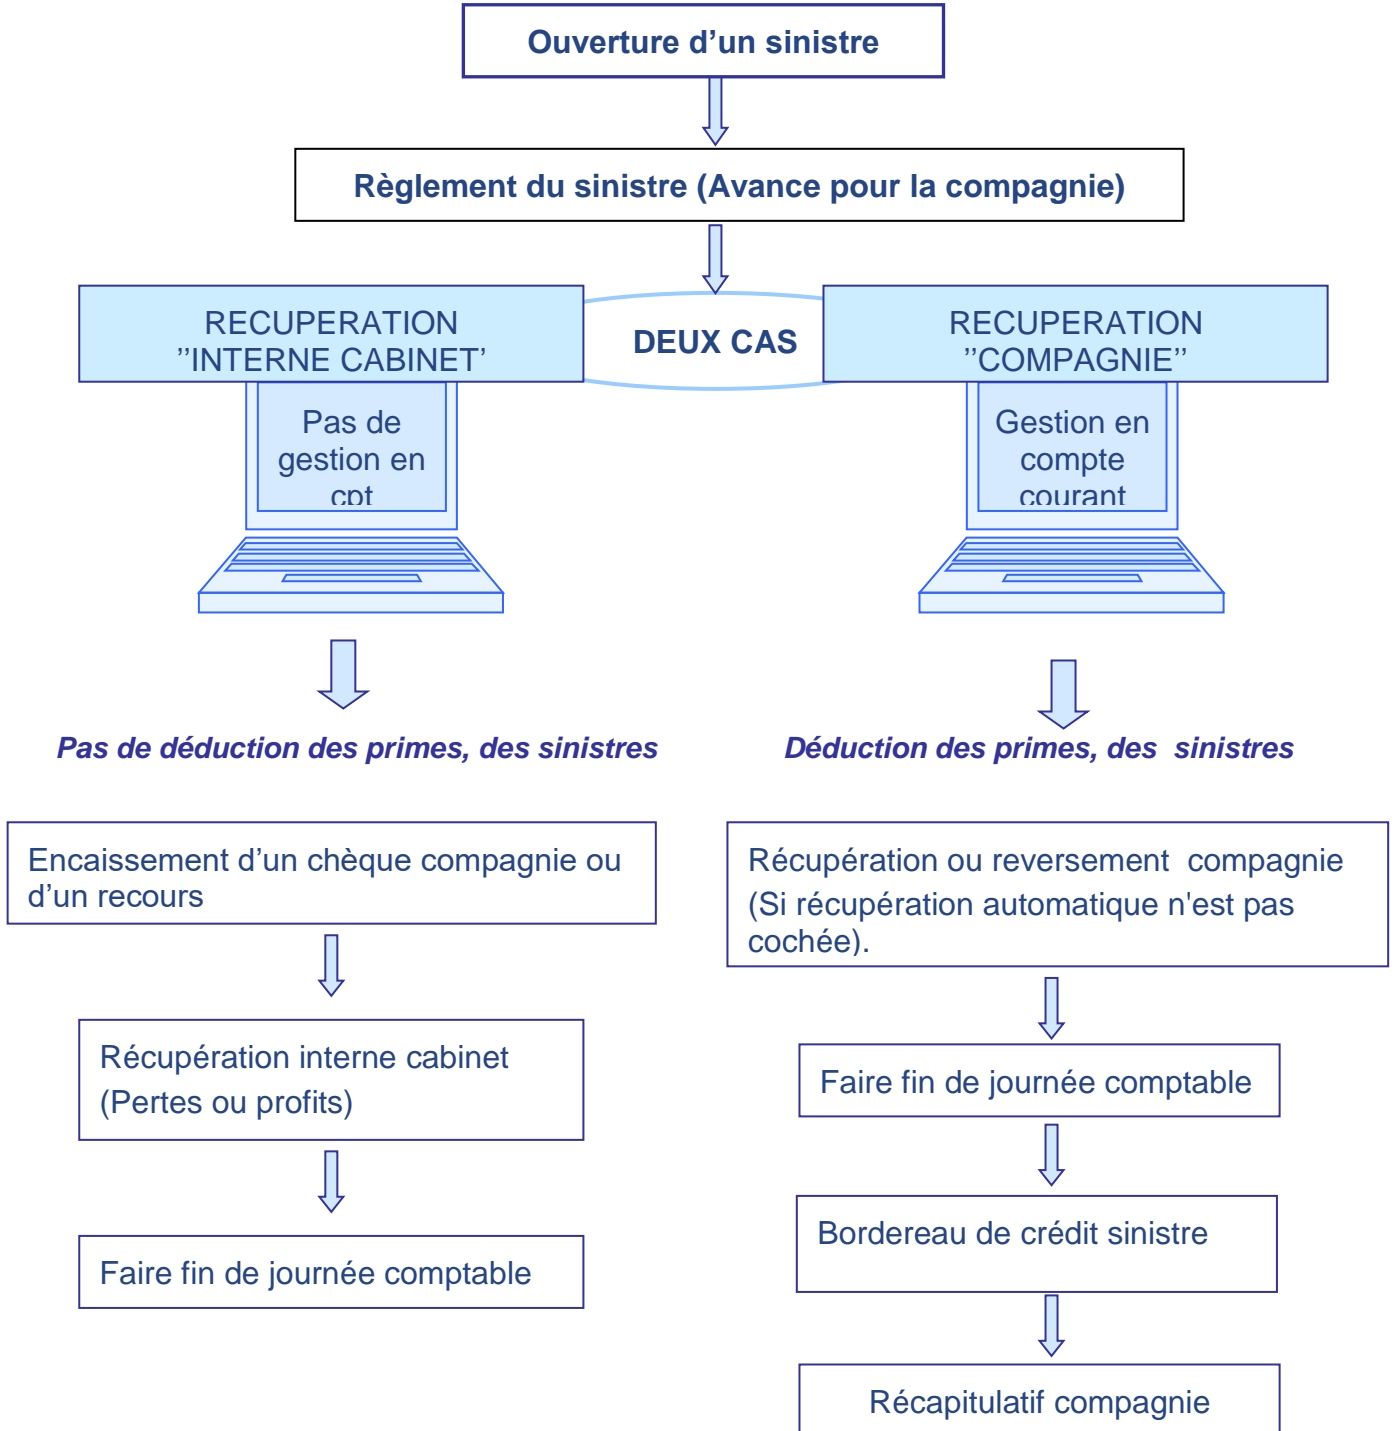 Ouverture d’un sinistre
Règlement du sinistre (Avance pour la compagnie)
DEUX CAS
RECUPERATION
’’INTERNE CABINET’
Pas de
gestion en
cpt
Pas de déduction des primes, des sinistres
Encaissement d’un chèque compagnie ou
d’un recours
Récupération interne cabinet
(Pertes ou profits)
Faire fin de journée comptable
RECUPERATION
’’COMPAGNIE’’
Gestion en
compte
courant
Déduction des primes, des  sinistres
Récupération ou reversement  compagnie
(Si récupération automatique n'est pas
cochée).
Faire fin de journée comptable
Bordereau de crédit sinistre
Récapitulatif compagnie